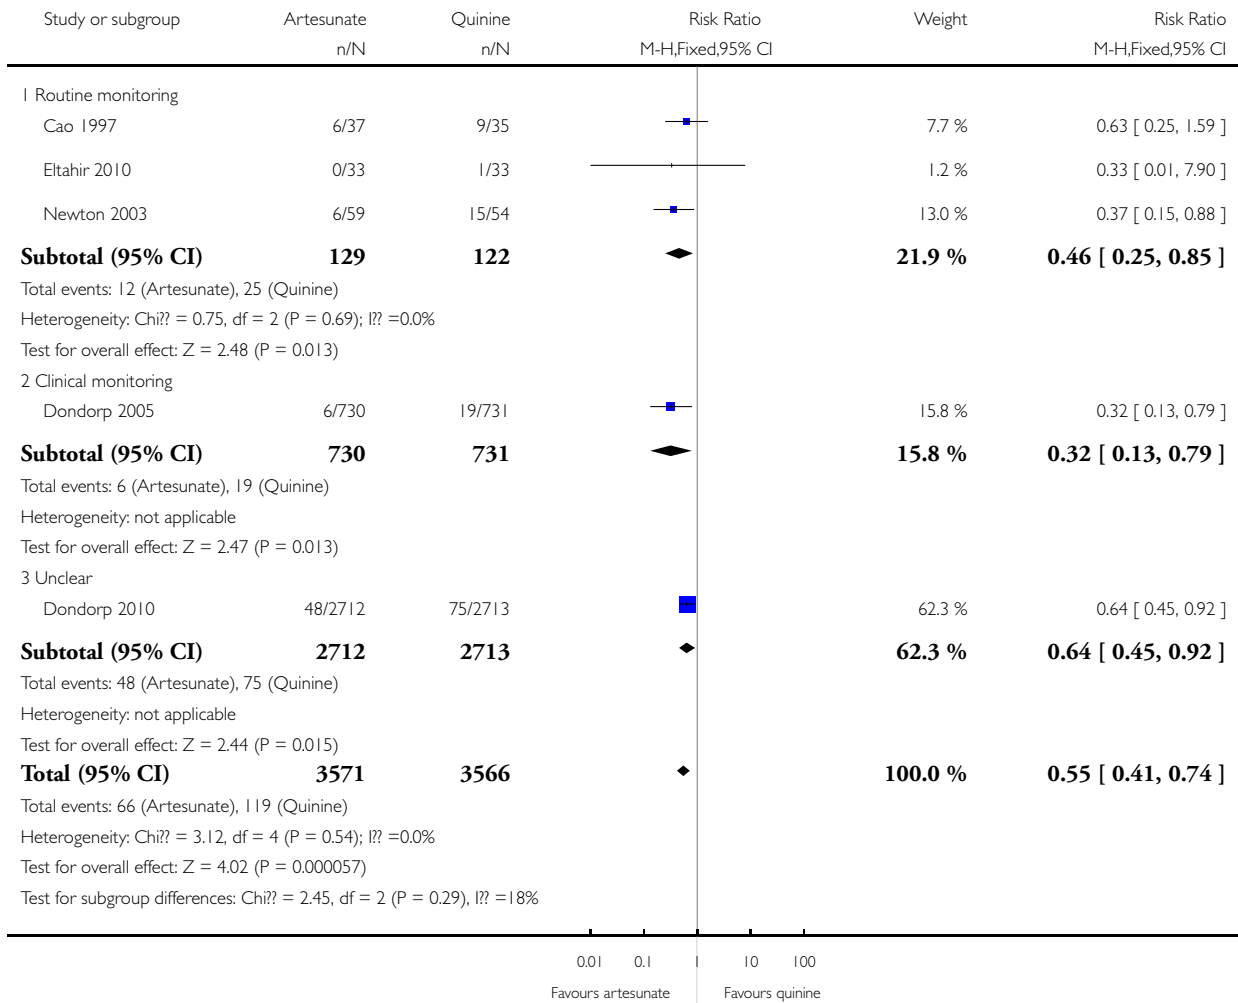 Study or subgroup Artesunate Quinine Risk Ratio Weight Risk Ratio
n/N n/N M-H,Fixed,95% CI M-H,Fixed,95% CI
1 Routine monitoring
Cao 1997 6/37 9/35 7.7 % 0.63 [ 0.25, 1.59 ]
Eltahir 2010 0/33 1/33 1.2 % 0.33 [ 0.01, 7.90 ]
Newton 2003 6/59 15/54 13.0 % 0.37 [ 0.15, 0.88 ]
Subtotal (95% CI) 129 122 21.9 % 0.46 [ 0.25, 0.85 ]
Total events: 12 (Artesunate), 25 (Quinine)
Heterogeneity: Chi?? = 0.75, df = 2 (P = 0.69); I?? =0.0%
Test for overall effect: Z = 2.48 (P = 0.013)
2 Clinical monitoring
Dondorp 2005 6/730 19/731 15.8 % 0.32 [ 0.13, 0.79 ]
Subtotal (95% CI) 730 731 15.8 % 0.32 [ 0.13, 0.79 ]
Total events: 6 (Artesunate), 19 (Quinine)
Heterogeneity: not applicable
Test for overall effect: Z = 2.47 (P = 0.013)
3 Unclear
Dondorp 2010 48/2712 75/2713 62.3 % 0.64 [ 0.45, 0.92 ]
Subtotal (95% CI) 2712 2713 62.3 % 0.64 [ 0.45, 0.92 ]
Total events: 48 (Artesunate), 75 (Quinine)
Heterogeneity: not applicable
Test for overall effect: Z = 2.44 (P = 0.015)
Total (95% CI) 3571 3566 100.0 % 0.55 [ 0.41, 0.74 ]
Total events: 66 (Artesunate), 119 (Quinine)
Heterogeneity: Chi?? = 3.12, df = 4 (P = 0.54); I?? =0.0%
Test for overall effect: Z = 4.02 (P = 0.000057)
Test for subgroup differences: Chi?? = 2.45, df = 2 (P = 0.29), I?? =18%
0.01 0.1 1 10 100
Favours artesunate Favours quinine